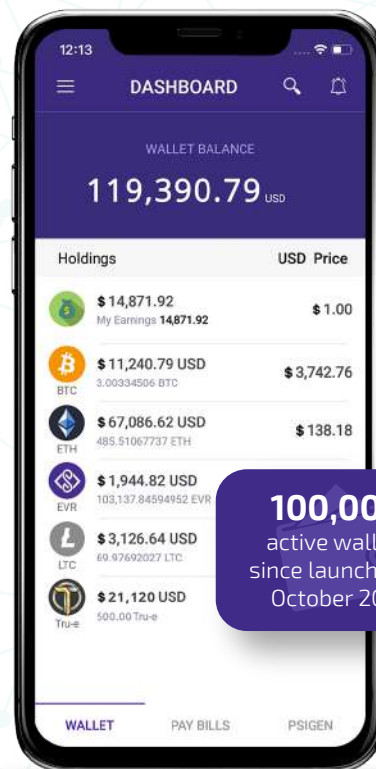 12:13
DASHBOARD
WALLET BALANCE
119,390.79 USD
Holdings USD Price
$ 14,871.92
My Earnings 14,871.92
$ 1.00
BTC
$ 11,240.79 USD
3.00334506 BTC
$ 3,742.76
ETH
$ 67,086.62 USD
485.51067737 ETH
$ 138.18
EVR
$ 1,944.82 USD
103,137.84594952 EVR
LTC
$ 3,126.64 USD
69.97692027 LTC
Tru-e
$ 21,120 USD
500.00 Tru-e
100,00
active wall
since launch
October 20
WALLET PAY BILLS PSIGEN